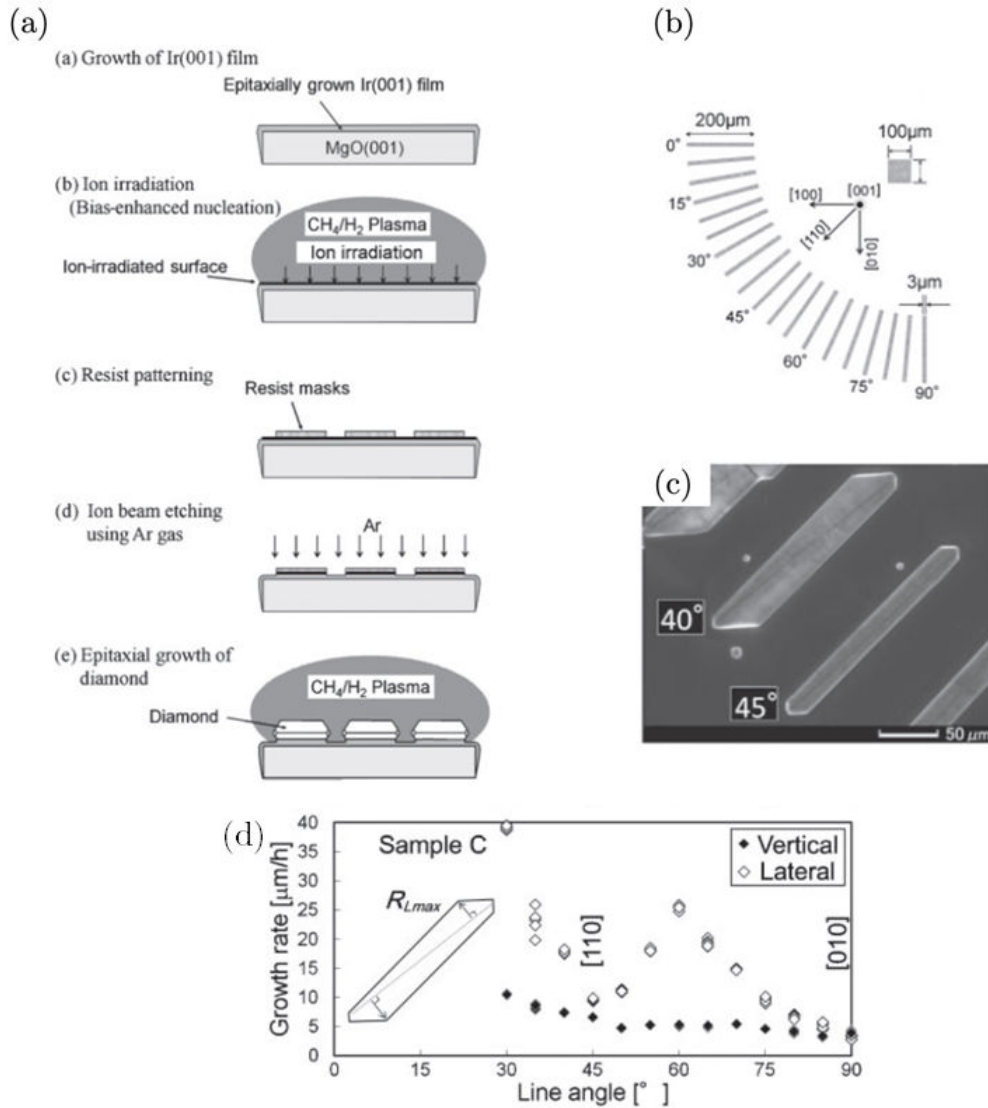 (a)
(a) Growth of Ir(001) film
Epitaxially grown Ir(001) film
MgO(001)
(b) Ion irradiation
(Bias-enhanced nucleation)
CH₄/H₂ Plasma
Ion irradiation
Ion-irradiated surface
(c) Resist patterning
Resist masks
(d) Ion beam etching
using Ar gas
Ar
(e) Epitaxial growth of
diamond
CH₄/H₂ Plasma
Diamond
(b)
200μm
100μm
0°
15°
30°
45°
60°
75°
90°
[100]
[001]
[110]
[010]
3μm
(c)
40°
45°
50 μm
(d)
Sample C
Vertical
Lateral
R_Lmax
[110]
[010]
Growth rate [μm/h]
40
35
30
25
20
15
10
5
0
0 15 30 45 60 75 90
Line angle [° ]